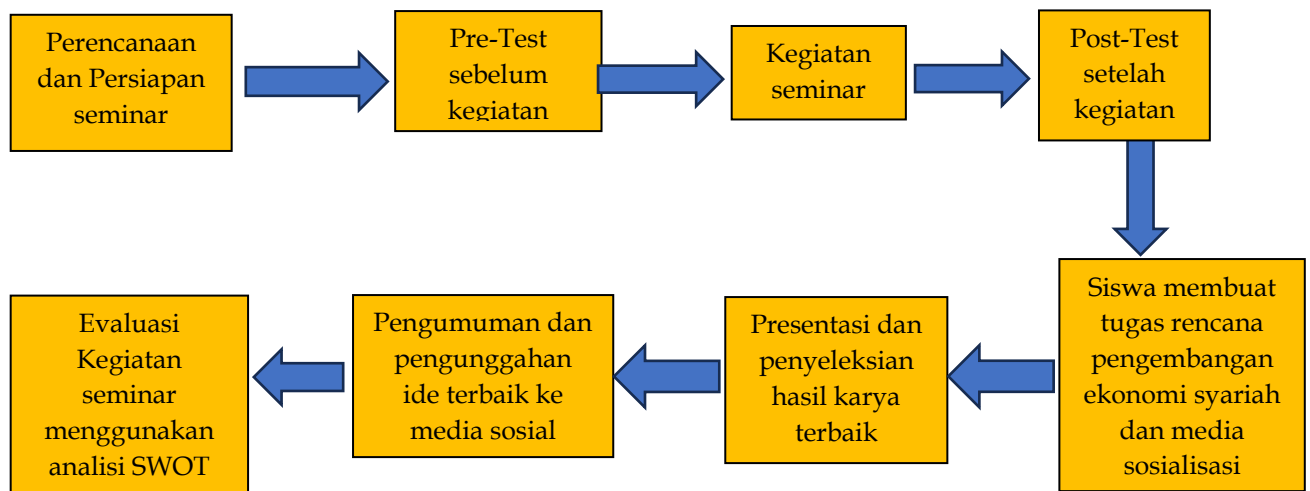 Perencanaan
dan Persiapan
seminar
Pre-Test
sebelum
kegiatan
Kegiatan
seminar
Post-Test
setelah
kegiatan
Siswa membuat
tugas rencana
pengembangan
ekonomi syariah
dan media
sosialisasi
Presentasi dan
penyeleksian
hasil karya
terbaik
Pengumuman dan
pengunggahan
ide terbaik ke
media sosial
Evaluasi
Kegiatan
seminar
menggunakan
analisi SWOT